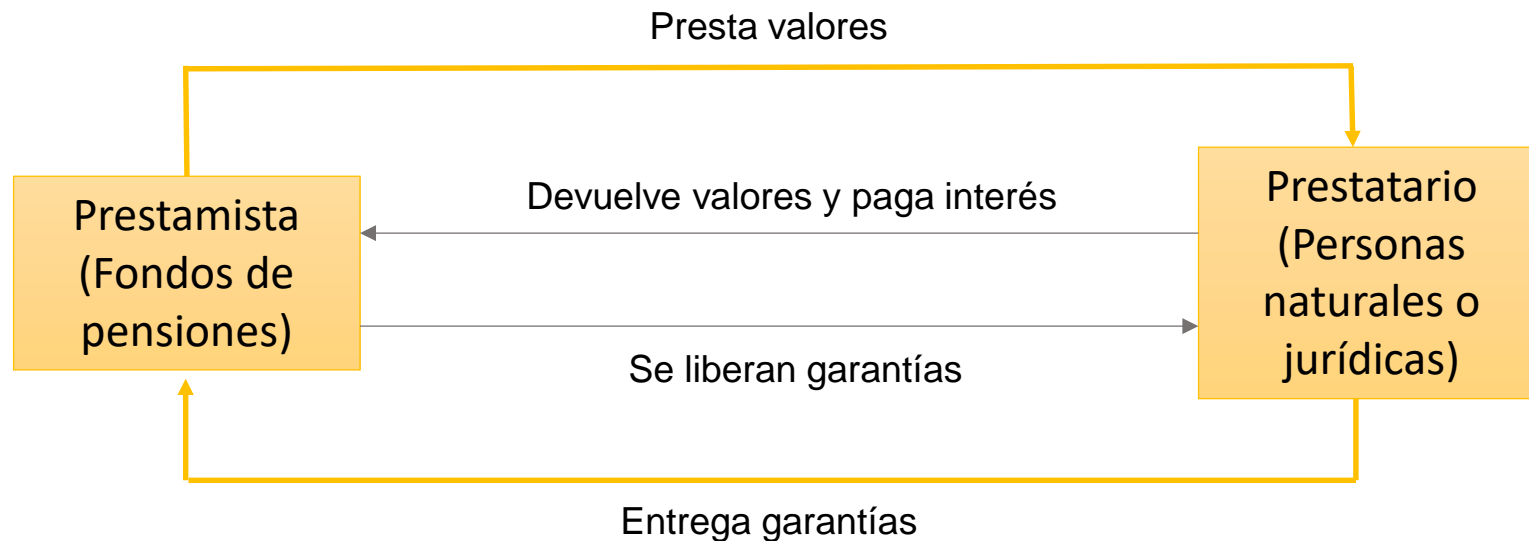 Presta valores
Prestamista
(Fondos de
pensiones)
Devuelve valores y paga interés
Se liberan garantías
Prestatario
(Personas
naturales o
jurídicas)
Entrega garantías